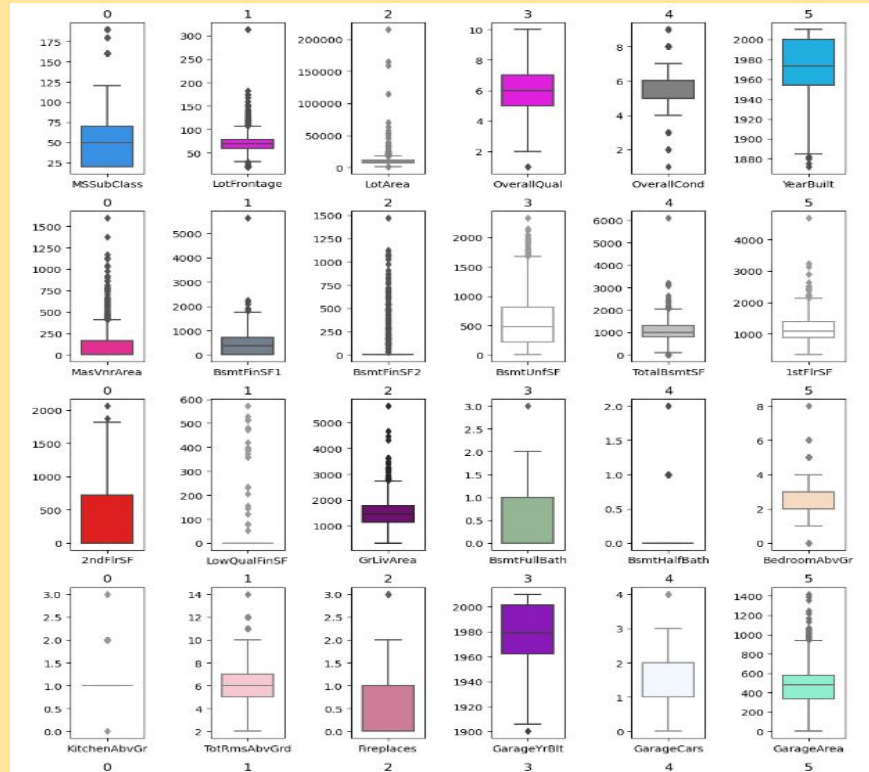 0 1 2 3 4 5
175 150 125 100 75 50 25
300 250 200 150 100 50
200000 150000 100000 50000 0
10 8 6 4 2
8 6 4 2
2000 1980 1960 1940 1920 1900 1880
MSSubClass LotFrontage LotArea OverallQual OverallCond YearBuilt
0 1 2 3 4 5
1500 1250 1000 750 500 250 0
5000 4000 3000 2000 1000 0
1500 1250 1000 750 500 250 0
2000 1500 1000 500 0
6000 5000 4000 3000 2000 1000 0
4000 3000 2000 1000
MasVnrArea BsmtFinSF1 BsmtFinSF2 BsmtUnfSF TotalBsmtSF 1stFlrSF
0 1 2 3 4 5
2000 1500 1000 500 0
600 500 400 300 200 100 0
5000 4000 3000 2000 1000
3.0 2.5 2.0 1.5 1.0 0.5 0.0
2.0 1.5 1.0 0.5 0.0
8 6 4 2 0
2ndFlrSF LowQualFinSF GrLivArea BsmtFullBath BsmtHalfBath BedroomAbvGr
0 1 2 3 4 5
3.0 2.5 2.0 1.5 1.0 0.5 0.0
14 12 10 8 6 4 2
3.0 2.5 2.0 1.5 1.0 0.5 0.0
2000 1980 1960 1940 1920 1900
4 3 2 1 0
1400 1200 1000 800 600 400 200 0
KitchenAbvGr TotRmsAbvGrd Fireplaces GarageYrBlt GarageCars GarageArea
0 1 2 3 4 5